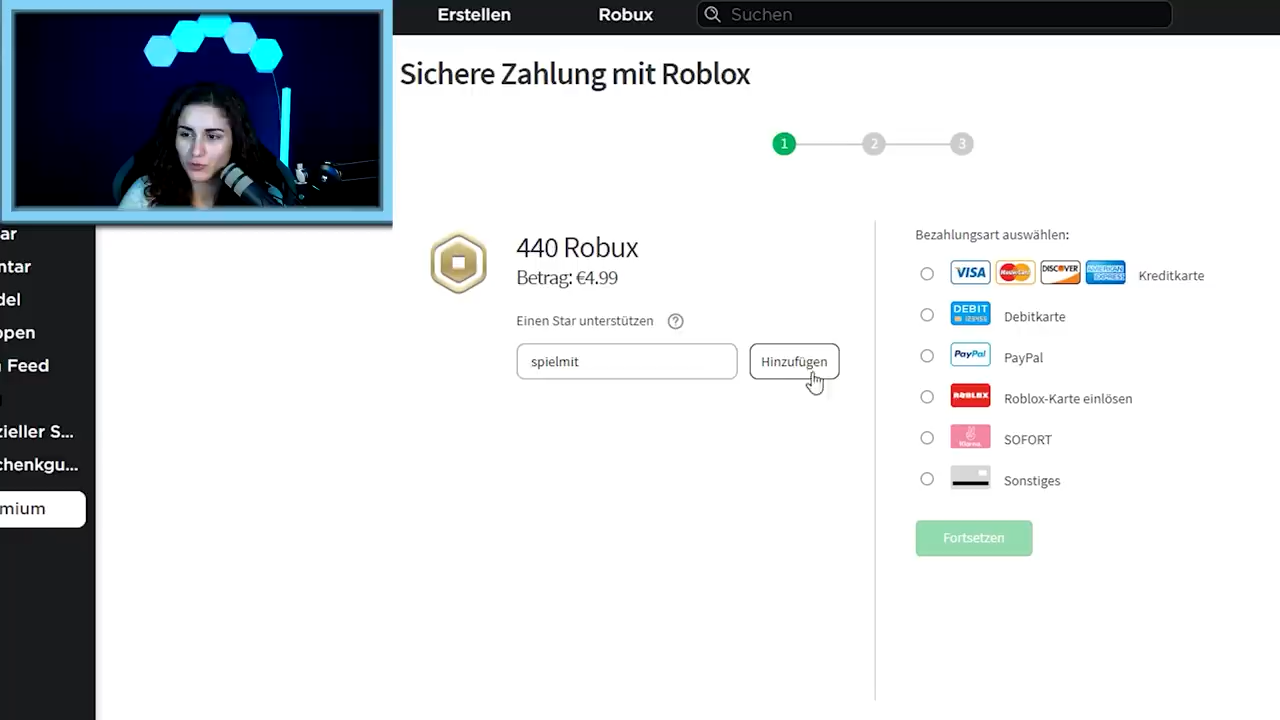 Erstellen
Robux
Suchen
Sichere Zahlung mit Roblox
1
2
3
ar
ntar
del
ppen
Feed
zieller S...
chenkgu...
mium
440 Robux
Betrag: €4.99
Einen Star unterstützen ?
spielmit
Hinzufügen
Bezahlungsart auswählen:
VISA MasterCard DISCOVER AMERICAN EXPRESS Kreditkarte
DEBIT Debitkarte
PayPal PayPal
ROBLOX Roblox-Karte einlösen
Klarna SOFORT
Sonstiges
Fortsetzen